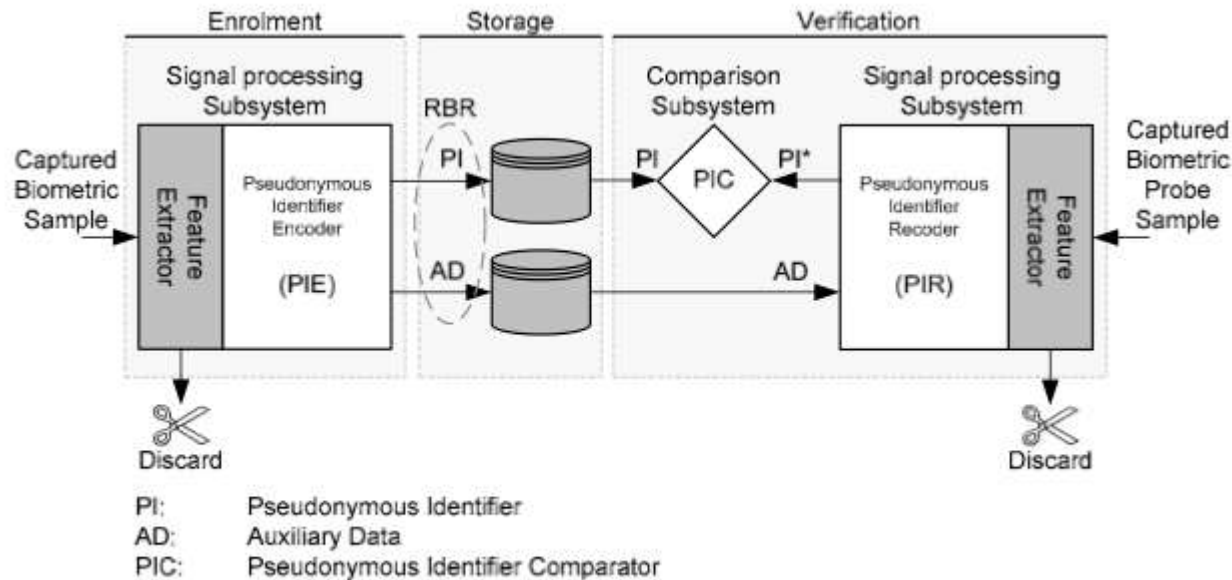 Enrolment
Storage
Verification
Signal processing
Subsystem
RBR
Comparison
Subsystem
Signal processing
Subsystem
Captured
Biometric
Sample
Feature
Extractor
Pseudonymous
Identifier
Encoder
(PIE)
PI
AD
PI
PIC
PI*
AD
Pseudonymous
Identifier
Recoder
(PIR)
Feature
Extractor
Captured
Biometric
Probe
Sample
Discard
Discard
PI: Pseudonymous Identifier
AD: Auxiliary Data
PIC: Pseudonymous Identifier Comparator